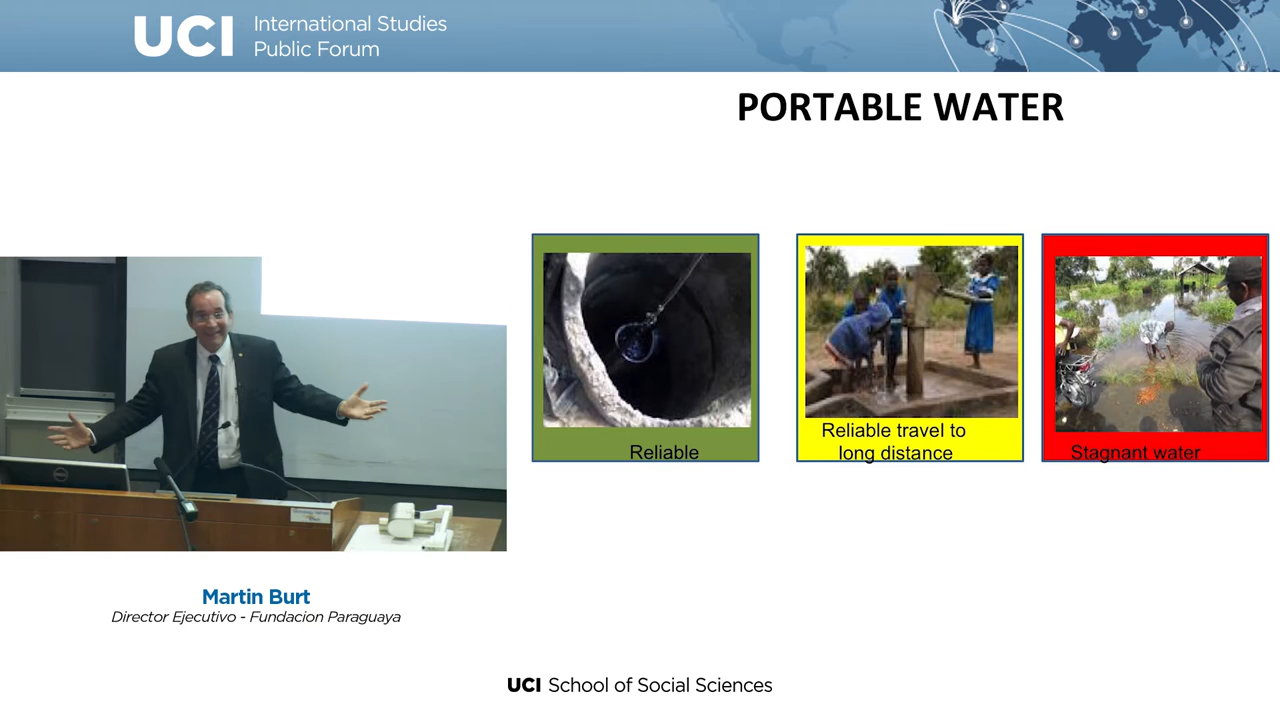 UCI International Studies
Public Forum
PORTABLE WATER
Reliable
Reliable travel to
long distance
Stagnant water
DELL
Martin Burt
Director Ejecutivo - Fundacion Paraguaya
UCI School of Social Sciences